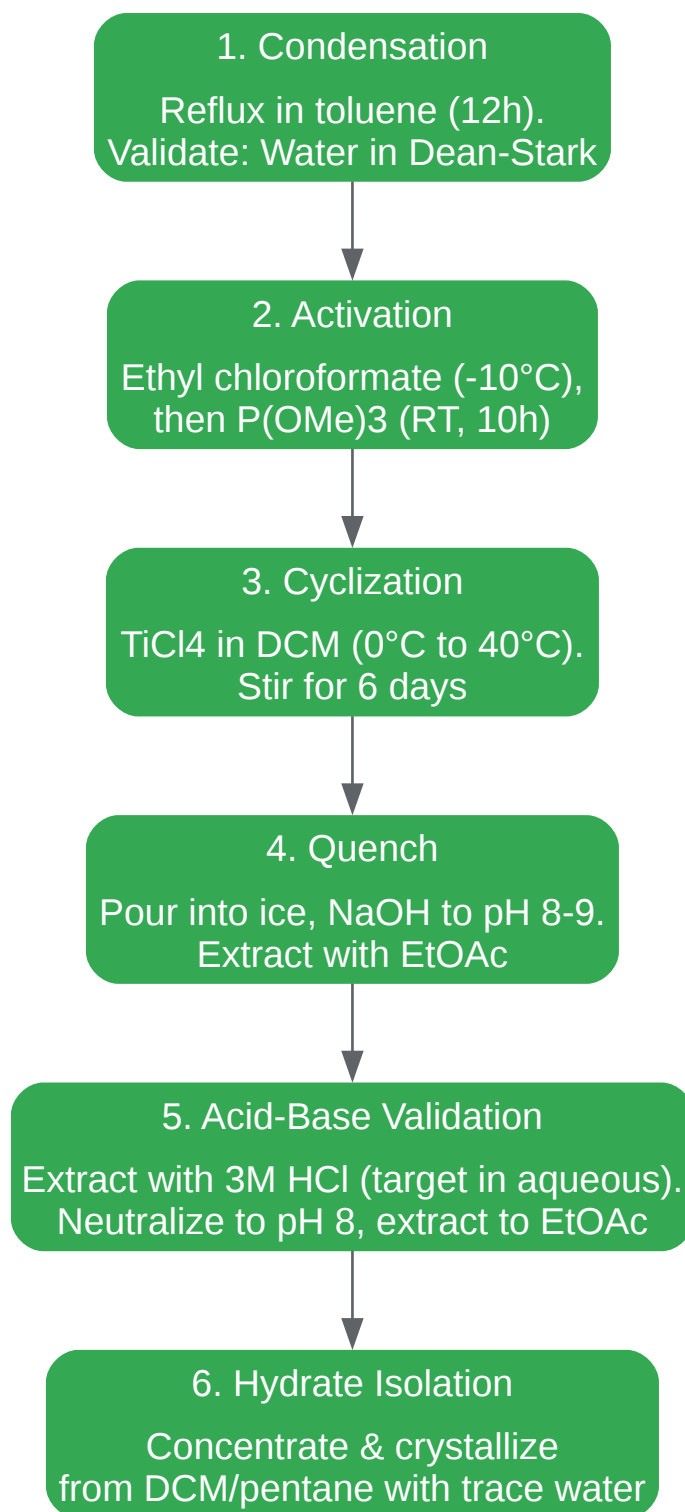 1. Condensation
Reflux in toluene (12h).
Validate: Water in Dean-Stark
2. Activation
Ethyl chloroformate (-10°C),
then P(OMe)3 (RT, 10h)
3. Cyclization
TiCl4 in DCM (0°C to 40°C).
Stir for 6 days
4. Quench
Pour into ice, NaOH to pH 8-9.
Extract with EtOAc
5. Acid-Base Validation
Extract with 3M HCl (target in aqueous).
Neutralize to pH 8, extract to EtOAc
6. Hydrate Isolation
Concentrate & crystallize
from DCM/pentane with trace water